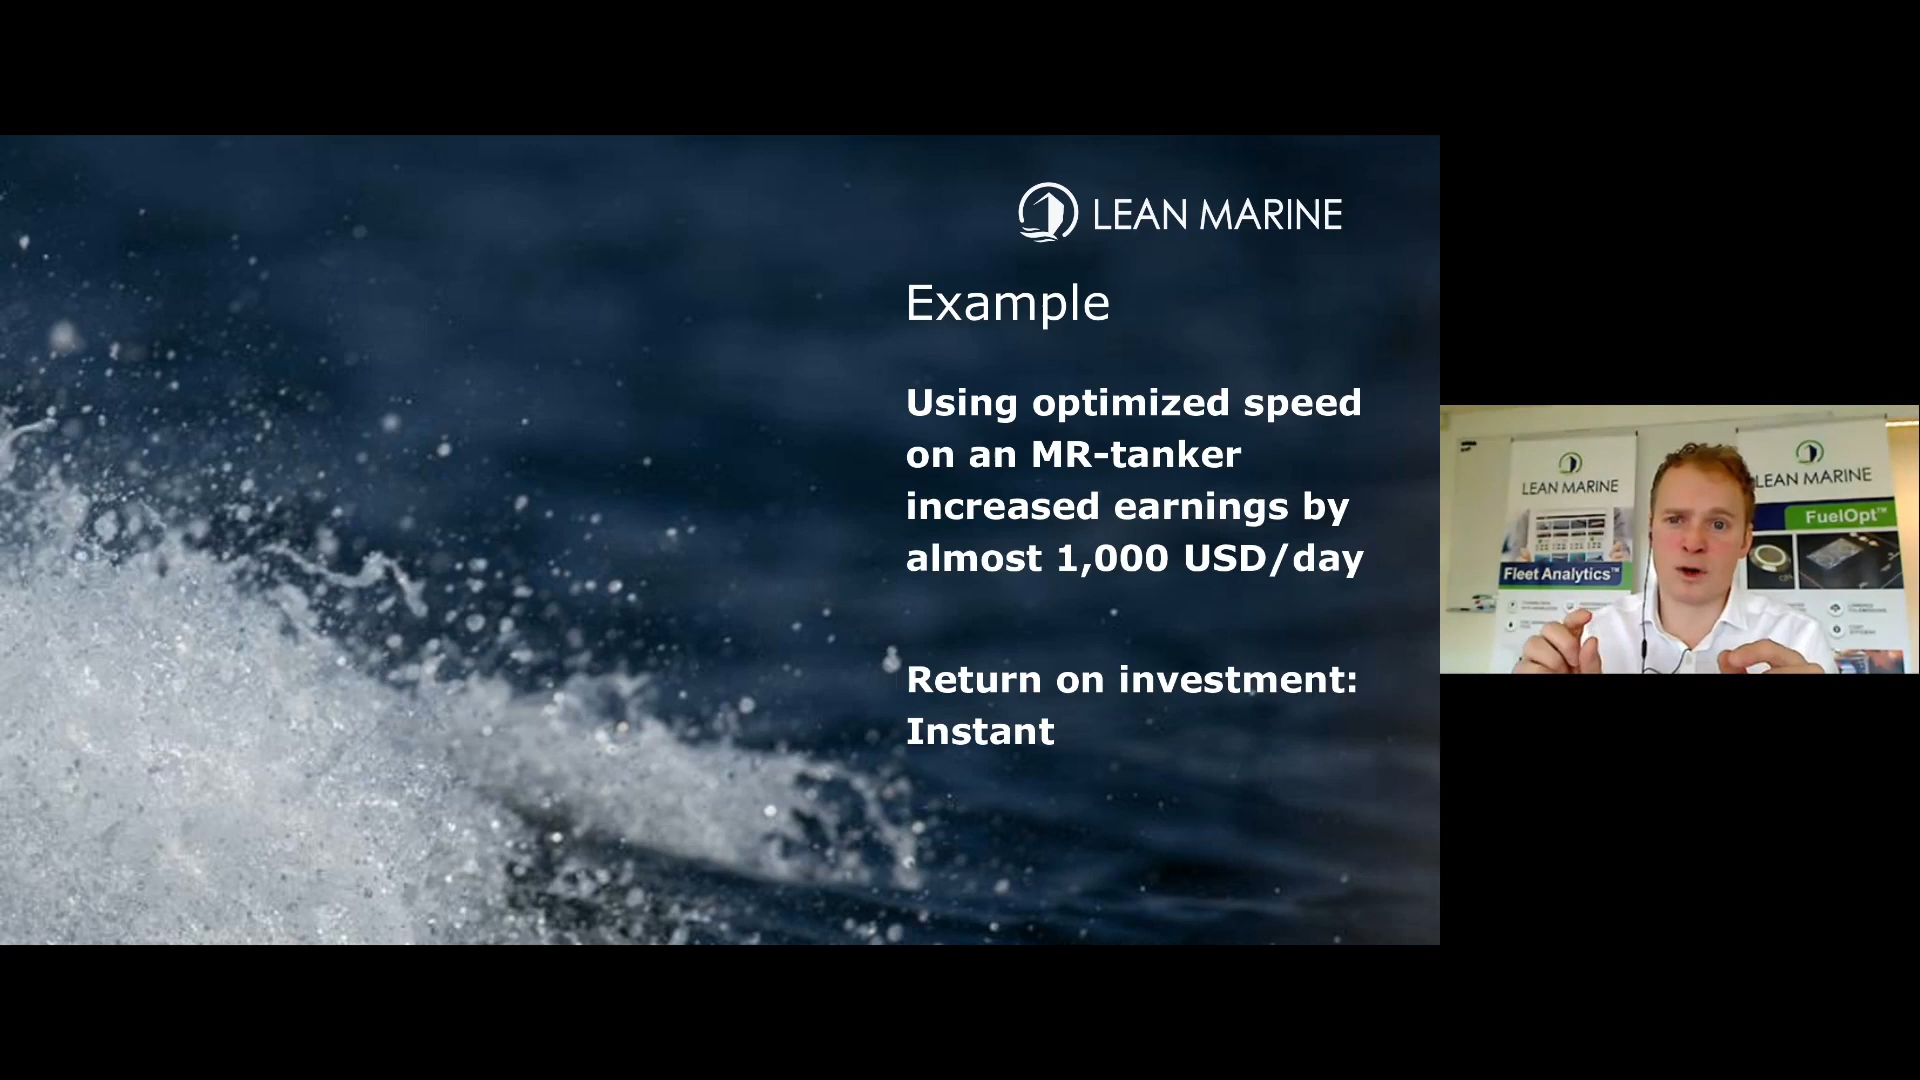 LEAN MARINE
Example
Using optimized speed
on an MR-tanker
increased earnings by
almost 1,000 USD/day
Return on investment:
Instant
LEAN MARINE
Fleet Analytics™
LEAN MARINE
FuelOpt™